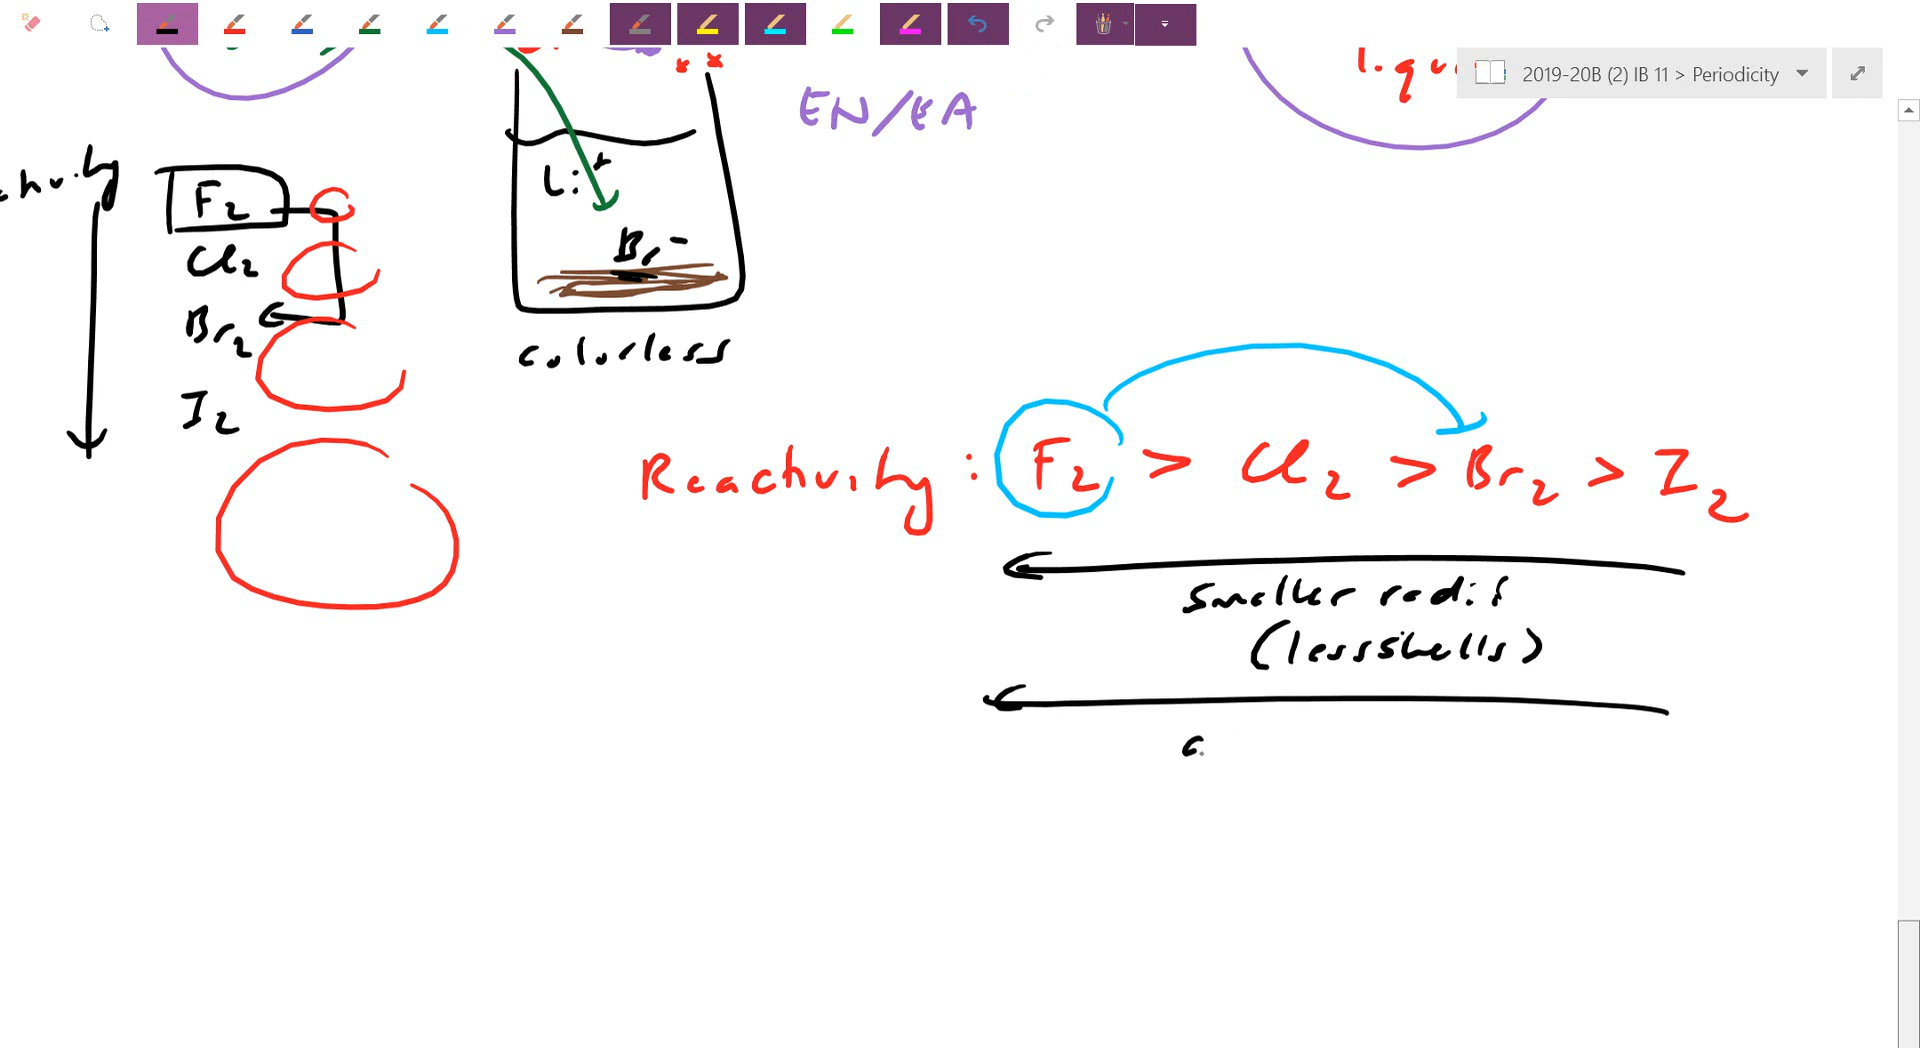 2019-20B (2) IB 11 > Periodicity
EN/EA
F₂
Cl₂
Br₂
I₂
Li⁺
Br⁻
colorless
Reactivity: F₂ > Cl₂ > Br₂ > I₂
smaller radii
(less shells)